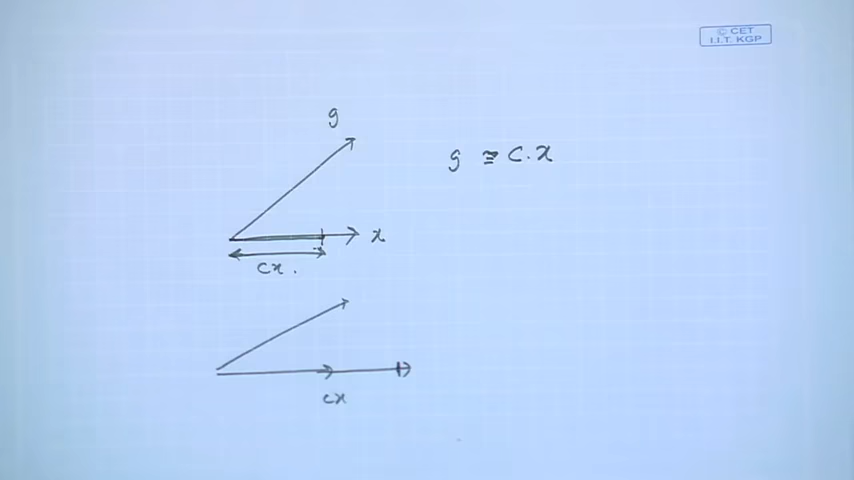 © CET
I.I.T. KGP
g
g ≅ c.x
x
cx.
cx